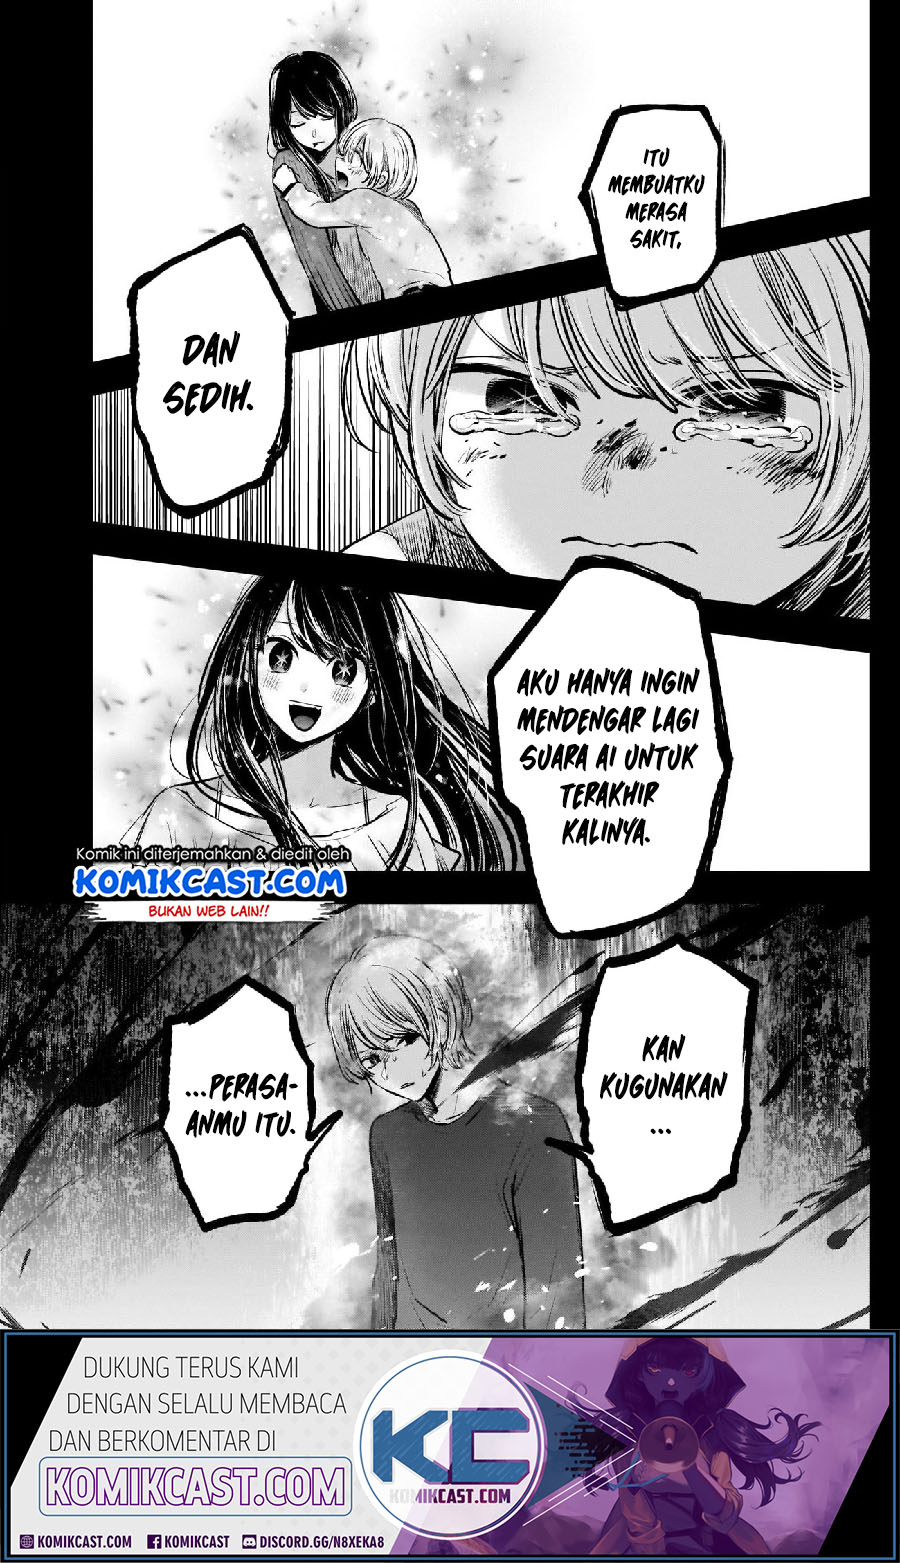 ITU
MEMBUATKU
MERASA
SAKIT,
DAN
SEDIH.
AKU HANYA INGIN
MENDENGAR LAGI
SUARA AI UNTUK
TERAKHIR
KALINYA.
Komik ini diterjemahkan & diedit oleh
KOMIKCAST.COM
BUKAN WEB LAIN!!
KAN
KUGUNAKAN
...
...PERASA-
ANMU ITU.
DUKUNG TERUS KAMI
DENGAN SELALU MEMBACA
DAN BERKOMENTAR DI
KOMIKCAST.COM
KC
KOMIKCAST.COM
KOMIKCAST.COM
KOMIKCAST
DISCORD.GG/N8XEKA8